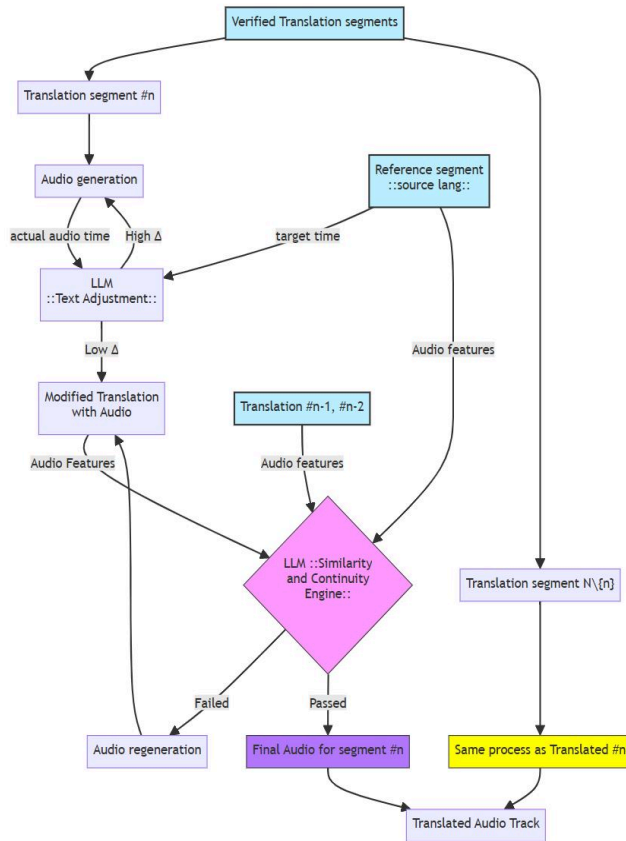 Verified Translation segments
Translation segment #n
Audio generation
Reference segment
::source lang::
actual audio time
High Δ
target time
LLM
::Text Adjustment::
Low Δ
Audio features
Modified Translation
with Audio
Translation #n-1, #n-2
Audio Features
Audio features
LLM ::Similarity
and Continuity
Engine::
Translation segment N\{n}
Failed
Passed
Audio regeneration
Final Audio for segment #n
Same process as Translated #n
Translated Audio Track